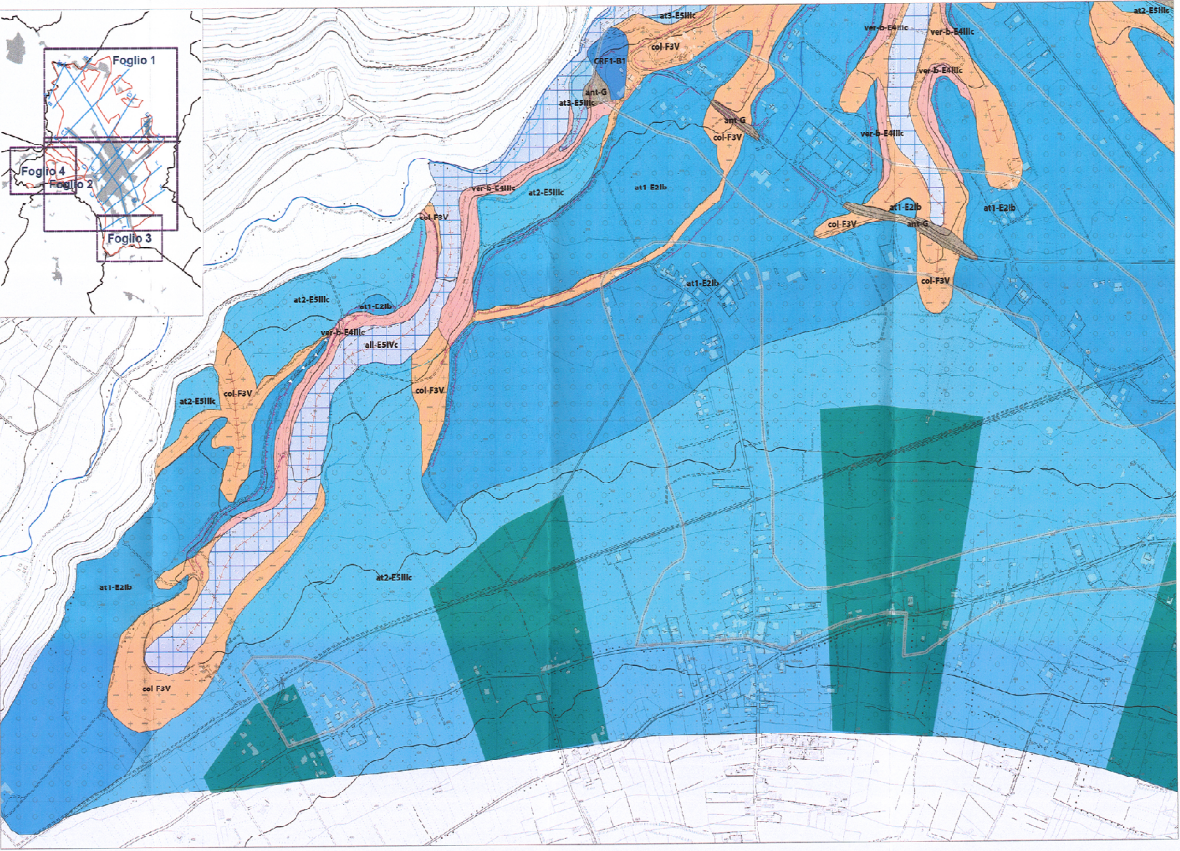 Foglio 1
Foglio 4
Foglio 2
Foglio 3
at3-E5IIIc
col-F3V
CRF1-B1
ant-G
at3-E5IIIc
ant-G
col-F3V
ver-b-E4IIIc
ver-b-E4IIIc
at2-E5IIIc
ver-b-E4IIIc
ver-b-E4IIIc
ver-b-E4IIIc
at2-E5IIIc
at1-E2Ib
at1-E2Ib
at1-E2Ib
col-F3V
col-F3V
ant-G
col-F3V
at1-E2Ib
at2-E5IIIc
at1-E2Ib
ver-b-E4IIIc
all-E5IVc
col-F3V
col-F3V
at2-E5IIIc
at2-E5IIIc
at1-E2Ib
col-F3V